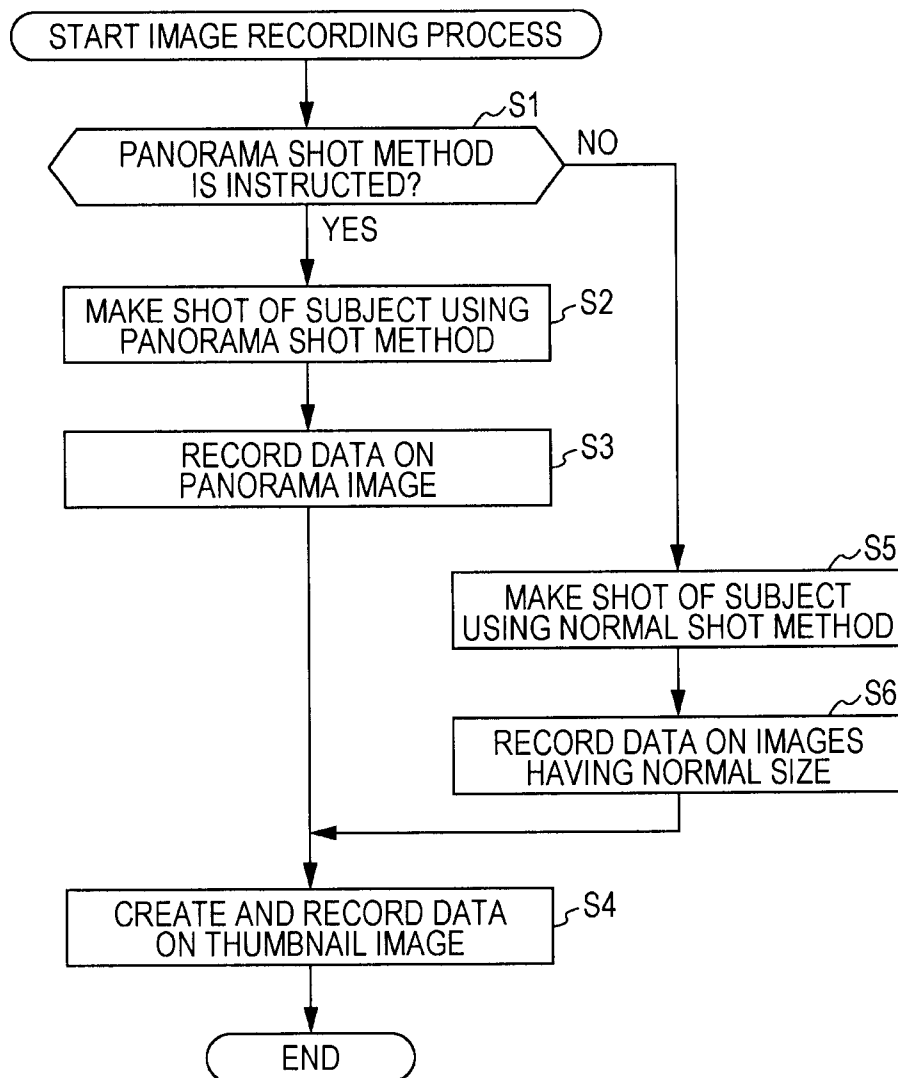 START IMAGE RECORDING PROCESS
S1
PANORAMA SHOT METHOD
IS INSTRUCTED?
NO
YES
S2
MAKE SHOT OF SUBJECT USING
PANORAMA SHOT METHOD
S3
RECORD DATA ON
PANORAMA IMAGE
S5
MAKE SHOT OF SUBJECT
USING NORMAL SHOT METHOD
S6
RECORD DATA ON IMAGES
HAVING NORMAL SIZE
S4
CREATE AND RECORD DATA
ON THUMBNAIL IMAGE
END